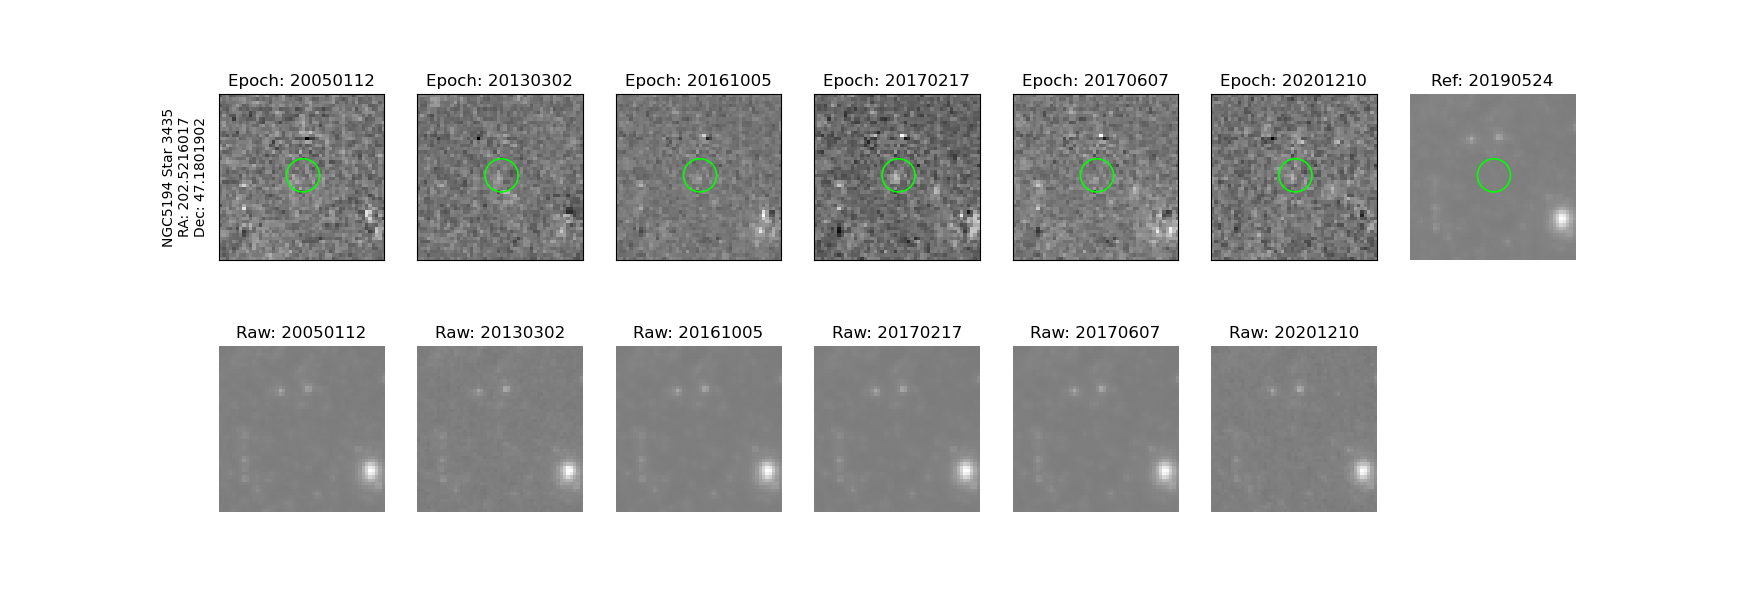 NGC5194 Star 3435
RA: 202.5216017
Dec: 47.1801902
Epoch: 20050112
Epoch: 20130302
Epoch: 20161005
Epoch: 20170217
Epoch: 20170607
Epoch: 20201210
Ref: 20190524
Raw: 20050112
Raw: 20130302
Raw: 20161005
Raw: 20170217
Raw: 20170607
Raw: 20201210